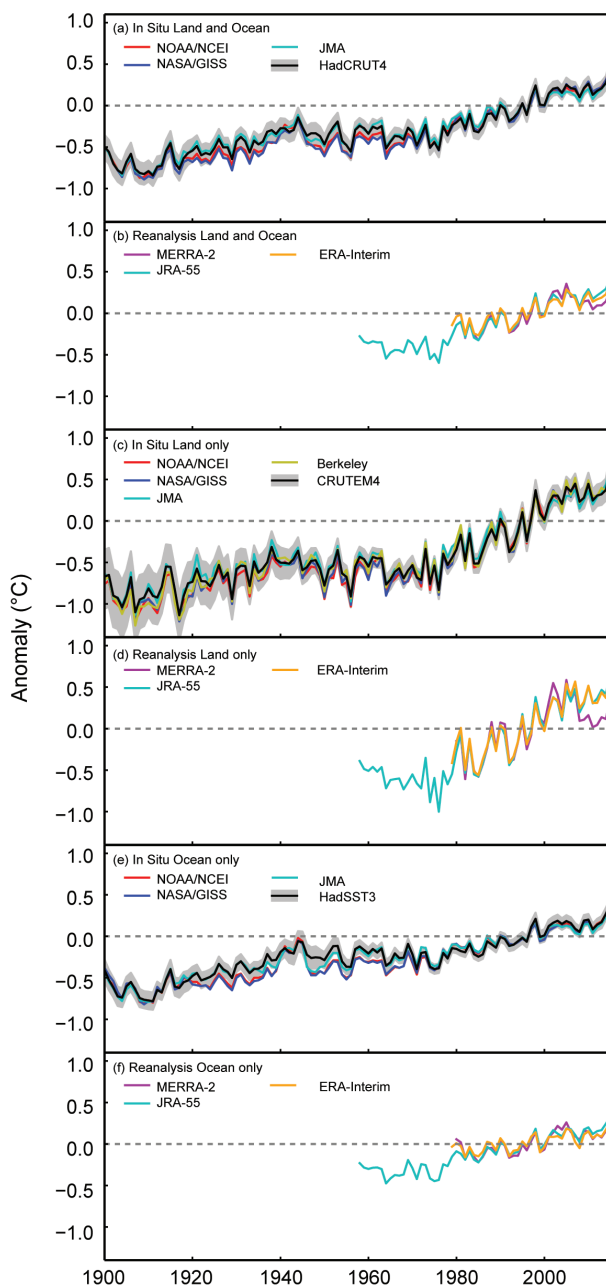 (a) In Situ Land and Ocean
NOAA/NCEI JMA
NASA/GISS HadCRUT4
1.0
0.5
0.0
−0.5
−1.0
(b) Reanalysis Land and Ocean
MERRA-2 ERA-Interim
JRA-55
1.0
0.5
0.0
−0.5
−1.0
(c) In Situ Land only
NOAA/NCEI Berkeley
NASA/GISS CRUTEM4
JMA
1.0
0.5
0.0
−0.5
−1.0
Anomaly (°C)
(d) Reanalysis Land only
MERRA-2 ERA-Interim
JRA-55
1.0
0.5
0.0
−0.5
−1.0
(e) In Situ Ocean only
NOAA/NCEI JMA
NASA/GISS HadSST3
1.0
0.5
0.0
−0.5
−1.0
(f) Reanalysis Ocean only
MERRA-2 ERA-Interim
JRA-55
1.0
0.5
0.0
−0.5
−1.0
1900 1920 1940 1960 1980 2000